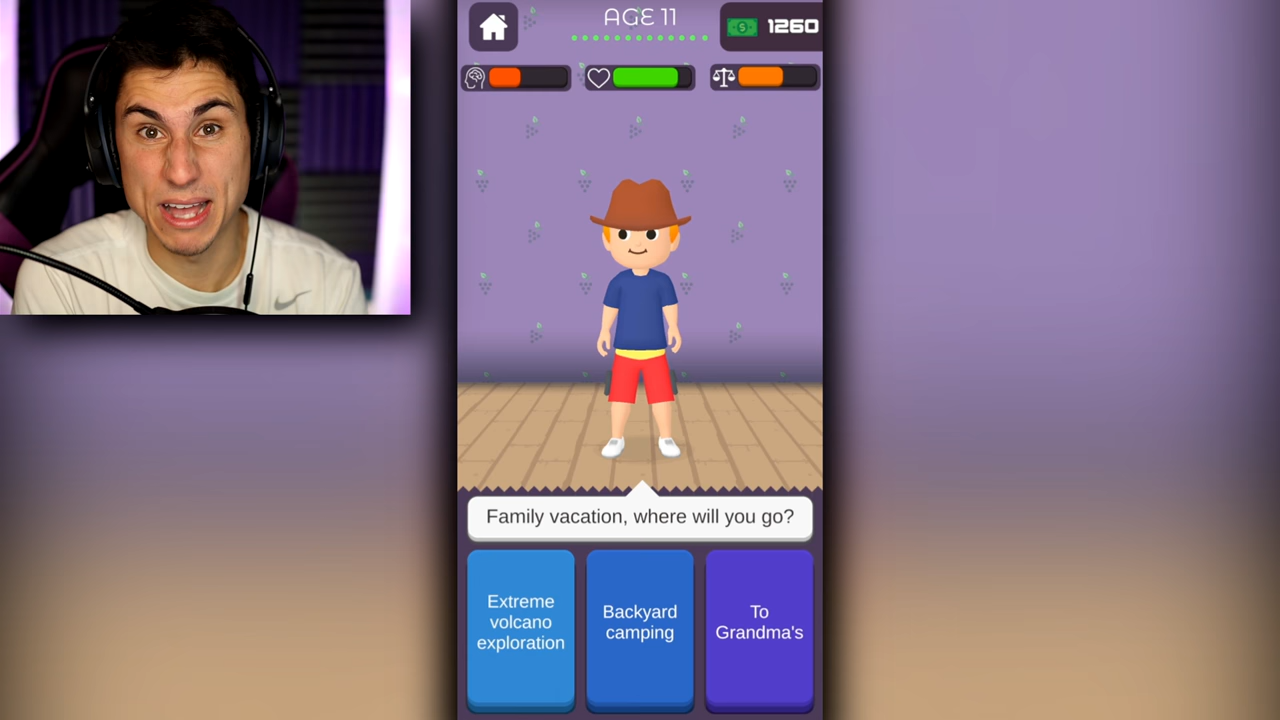 AGE 11
1260
Family vacation, where will you go?
Extreme
volcano
exploration
Backyard
camping
To
Grandma's